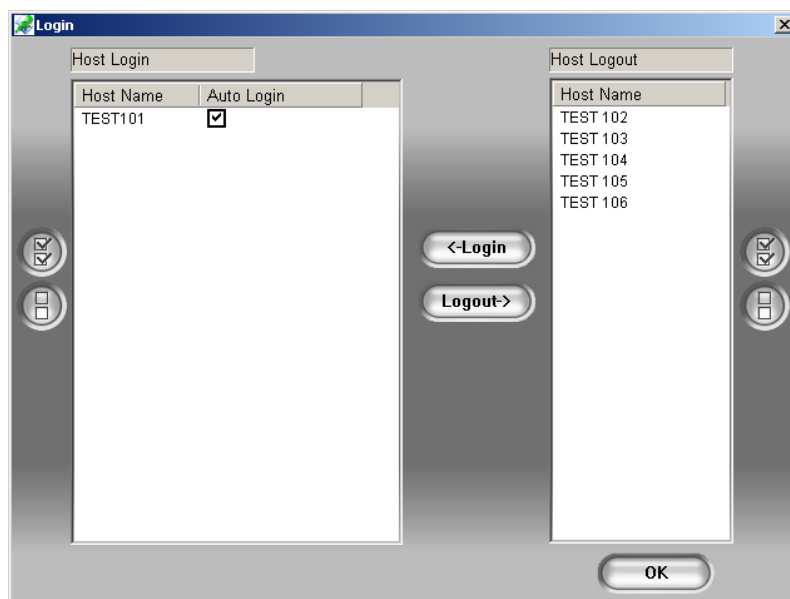 Login
Host Login
Host Name Auto Login
TEST101
<-Login
Logout->
Host Logout
Host Name
TEST 102
TEST 103
TEST 104
TEST 105
TEST 106
OK